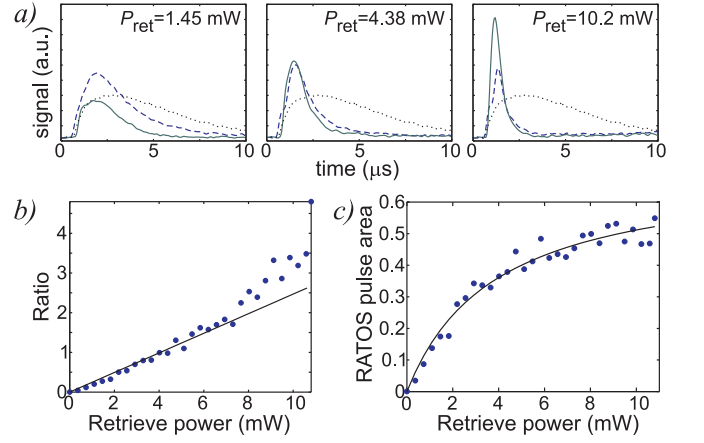 a)
P_ret=1.45 mW
P_ret=4.38 mW
P_ret=10.2 mW
signal (a.u.)
0 5 10
0 5 10
0 5 10
time (μs)
b)
Ratio
4
3
2
1
0
0 2 4 6 8 10
Retrieve power (mW)
c)
RATOS pulse area
0.6
0.5
0.4
0.3
0.2
0.1
0
0 2 4 6 8 10
Retrieve power (mW)